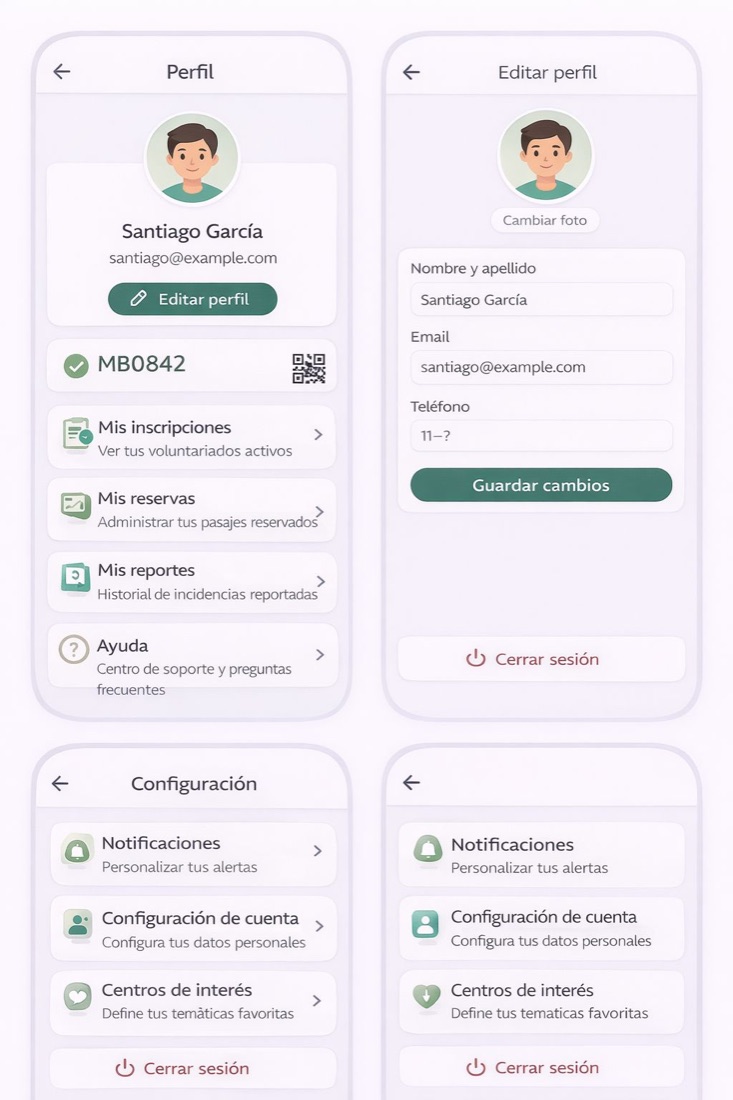 Perfil
Santiago García
santiago@example.com
Editar perfil
MB0842
Mis inscripciones
Ver tus voluntariados activos
Mis reservas
Administrar tus pasajes reservados
Mis reportes
Historial de incidencias reportadas
Ayuda
Centro de soporte y preguntas
frecuentes
Editar perfil
Cambiar foto
Nombre y apellido
Santiago García
Email
santiago@example.com
Teléfono
11–?
Guardar cambios
Cerrar sesión
Configuración
Notificaciones
Personalizar tus alertas
Configuración de cuenta
Configura tus datos personales
Centros de interés
Define tus temàticas favoritas
Cerrar sesión
Notificaciones
Personalizar tus alertas
Configuración de cuenta
Configura tus datos personales
Centros de interés
Define tus tematicas favoritas
Cerrar sesión